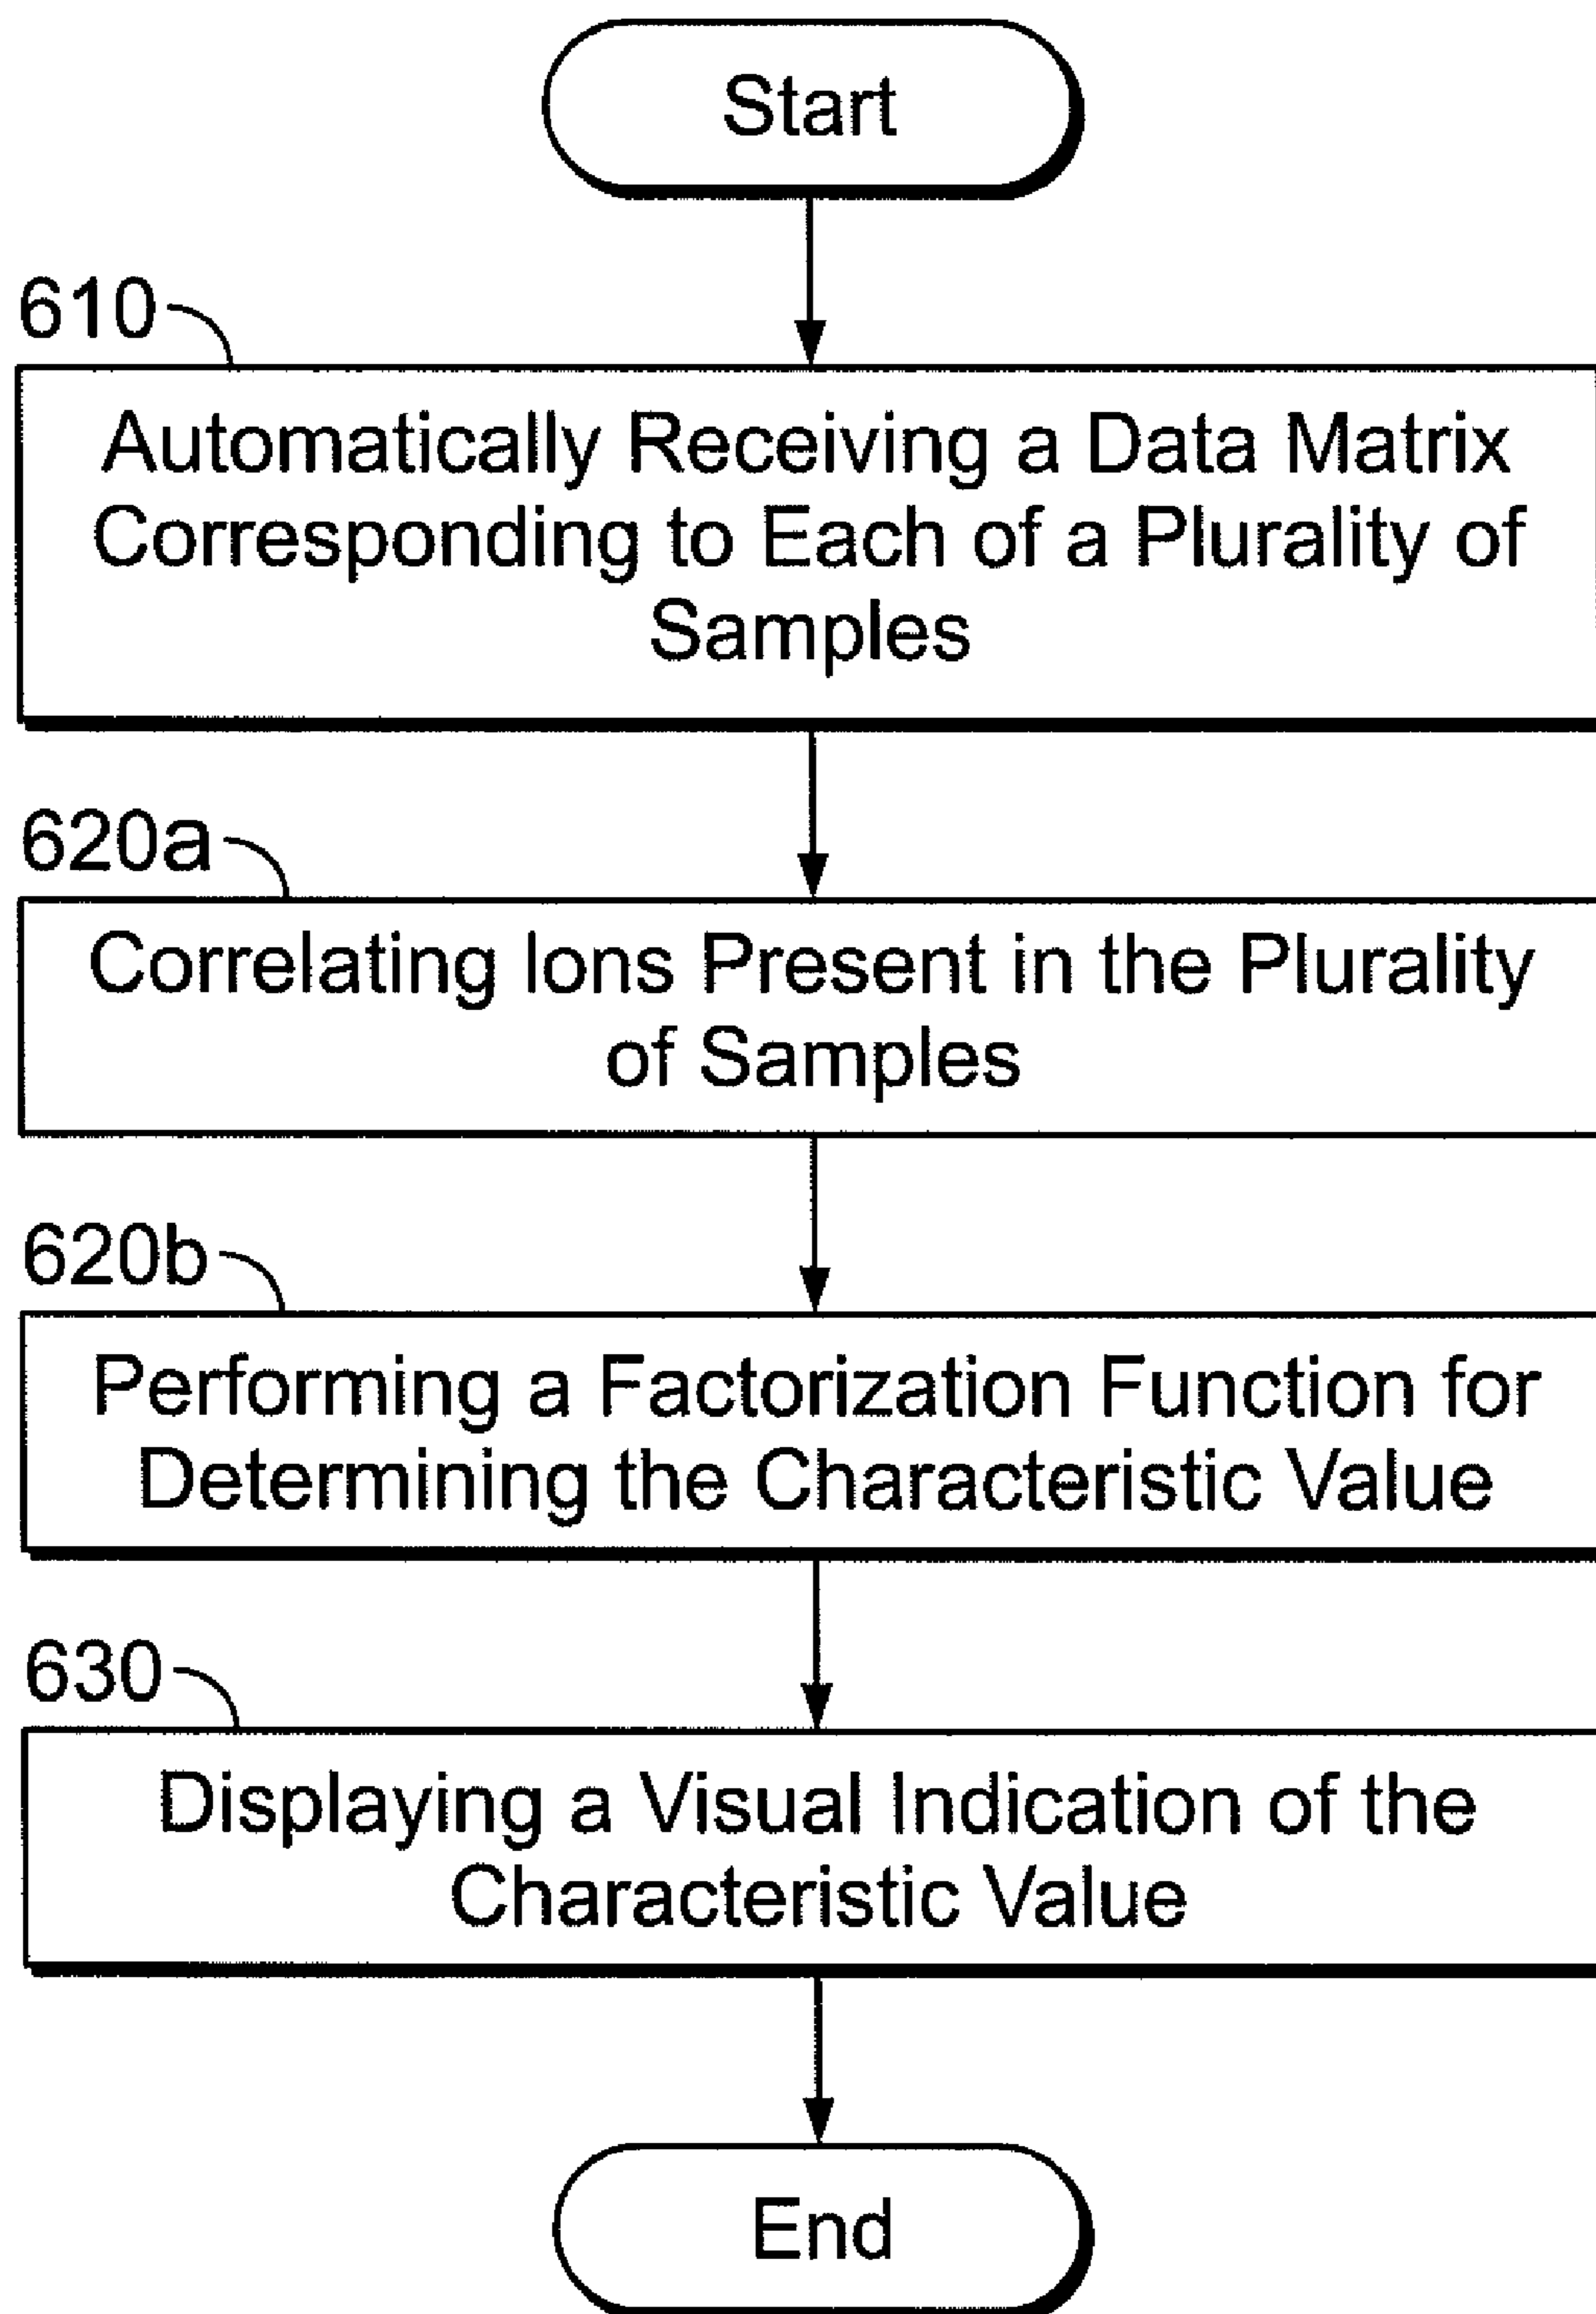 Start
610
Automatically Receiving a Data Matrix
Corresponding to Each of a Plurality of
Samples
620a
Correlating Ions Present in the Plurality
of Samples
620b
Performing a Factorization Function for
Determining the Characteristic Value
630
Displaying a Visual Indication of the
Characteristic Value
End